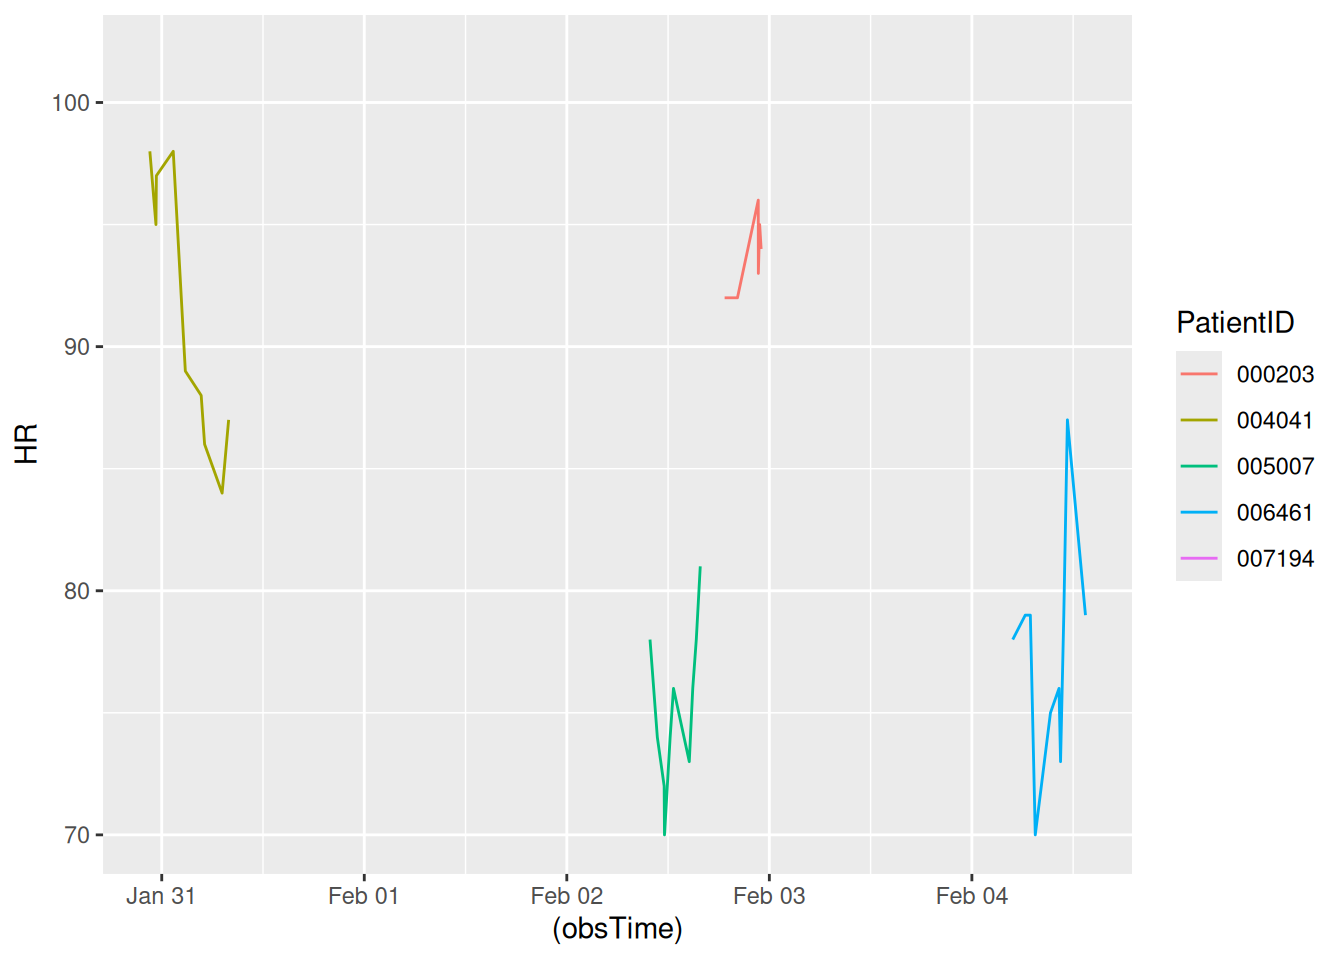 100
90
80
70
HR
Jan 31
Feb 01
Feb 02
Feb 03
Feb 04
(obsTime)
PatientID
000203
004041
005007
006461
007194